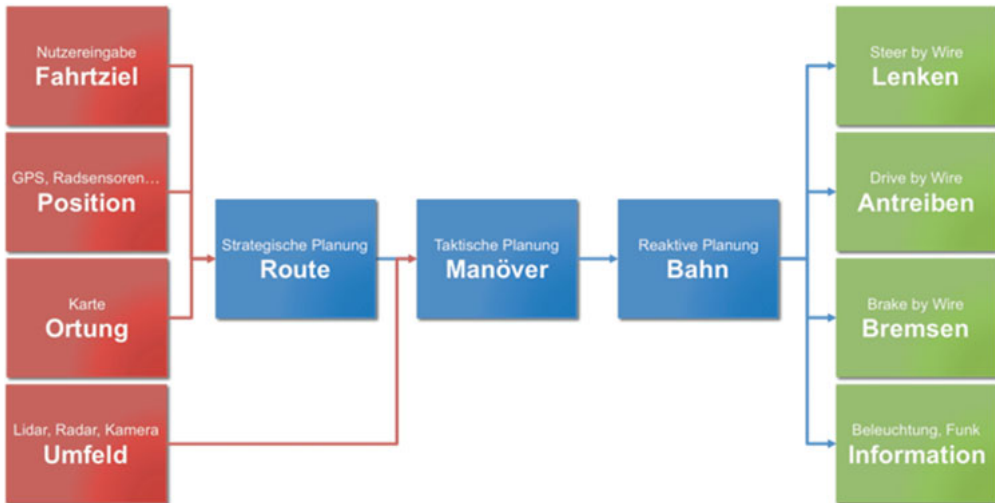 Nutzereingabe
Fahrtziel
GPS, Radsensoren...
Position
Karte
Ortung
Lidar, Radar, Kamera
Umfeld
Strategische Planung
Route
Taktische Planung
Manöver
Reaktive Planung
Bahn
Steer by Wire
Lenken
Drive by Wire
Antreiben
Brake by Wire
Bremsen
Beleuchtung, Funk
Information